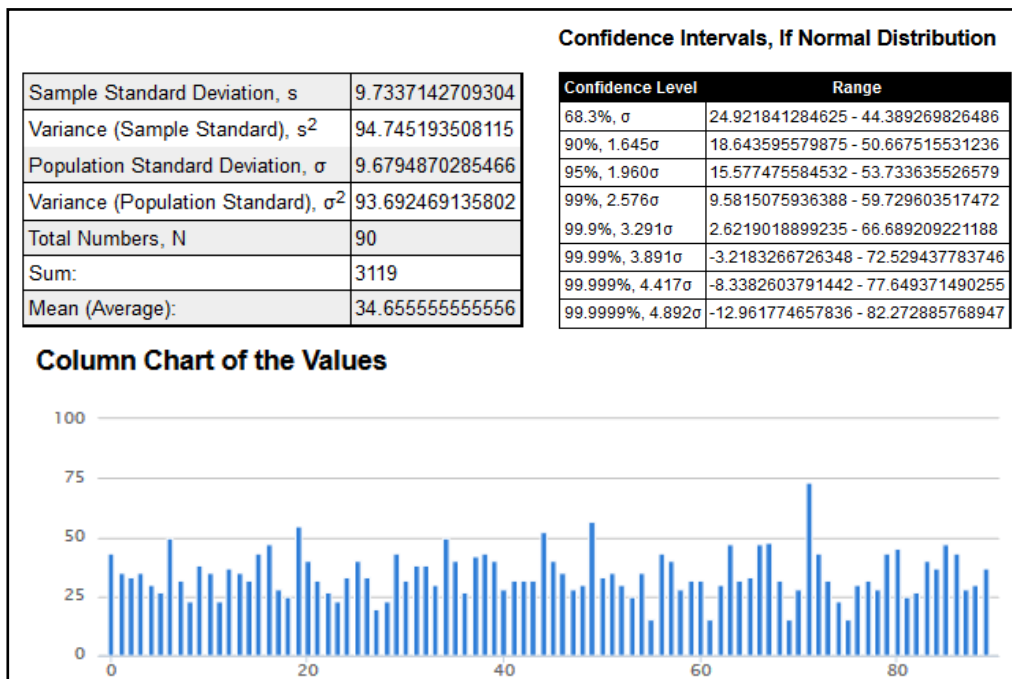 Confidence Intervals, If Normal Distribution
Sample Standard Deviation, s 9.7337142709304
Variance (Sample Standard), s2 94.745193508115
Population Standard Deviation, σ 9.6794870285466
Variance (Population Standard), σ2 93.692469135802
Total Numbers, N 90
Sum: 3119
Mean (Average): 34.655555555556
Confidence Level Range
68.3%, σ 24.921841284625 - 44.389269826486
90%, 1.645σ 18.643595579875 - 50.667515531236
95%, 1.960σ 15.577475584532 - 53.733635526579
99%, 2.576σ 9.5815075936388 - 59.729603517472
99.9%, 3.291σ 2.6219018899235 - 66.689209221188
99.99%, 3.891σ -3.2183266726348 - 72.529437783746
99.999%, 4.417σ -8.3382603791442 - 77.649371490255
99.9999%, 4.892σ -12.961774657836 - 82.272885768947
Column Chart of the Values
100
75
50
25
0
0 20 40 60 80